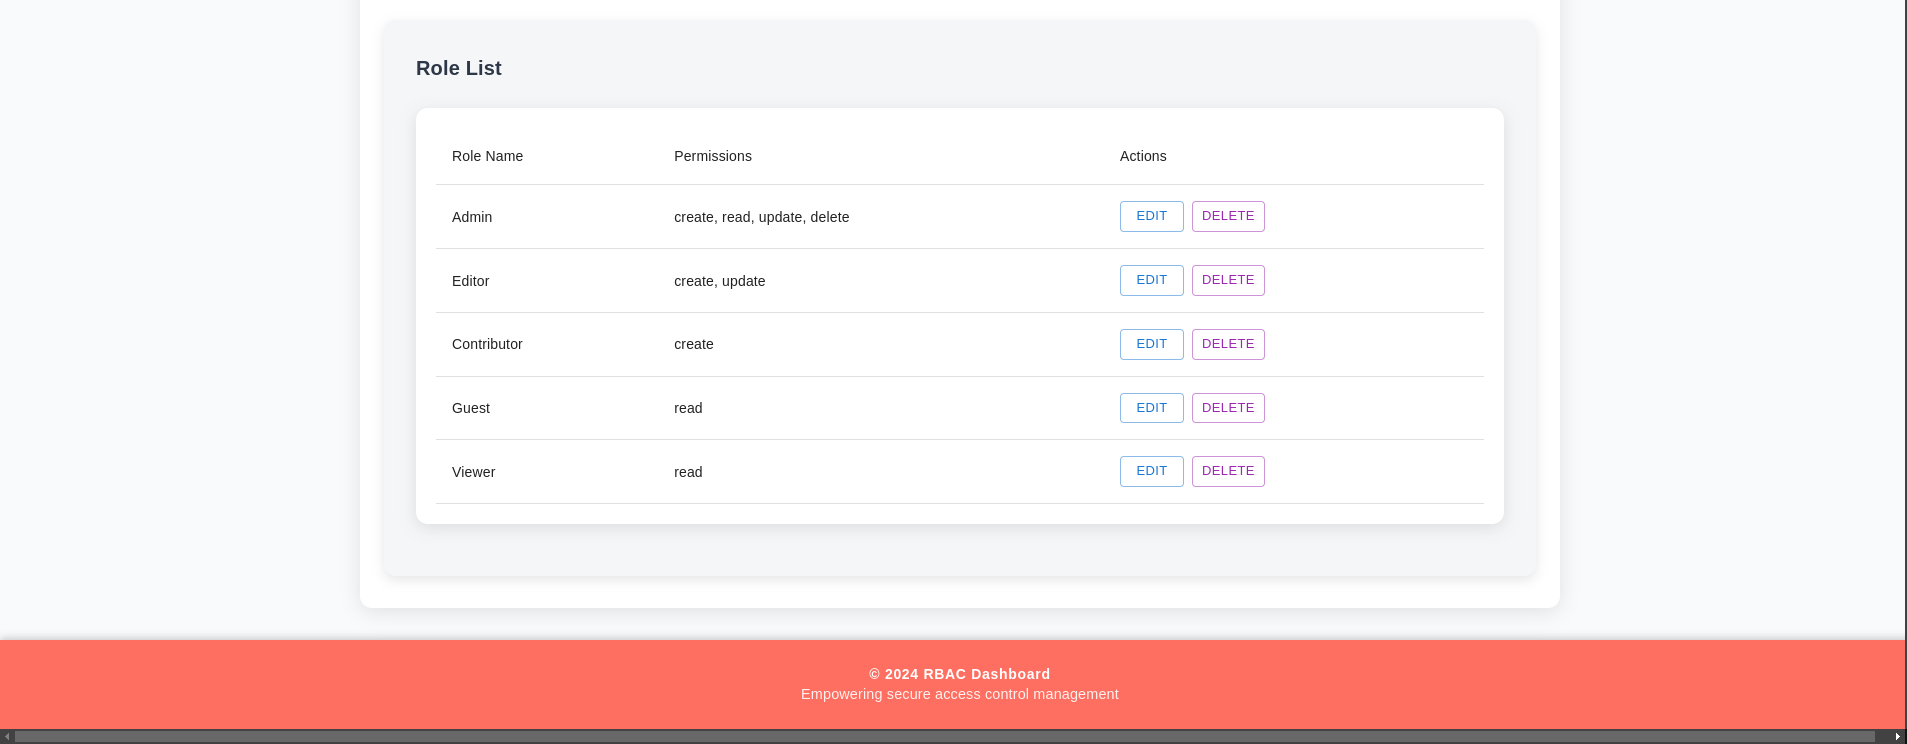 Role List
Role Name Permissions Actions
Admin create, read, update, delete EDIT DELETE
Editor create, update EDIT DELETE
Contributor create EDIT DELETE
Guest read EDIT DELETE
Viewer read EDIT DELETE
© 2024 RBAC Dashboard
Empowering secure access control management